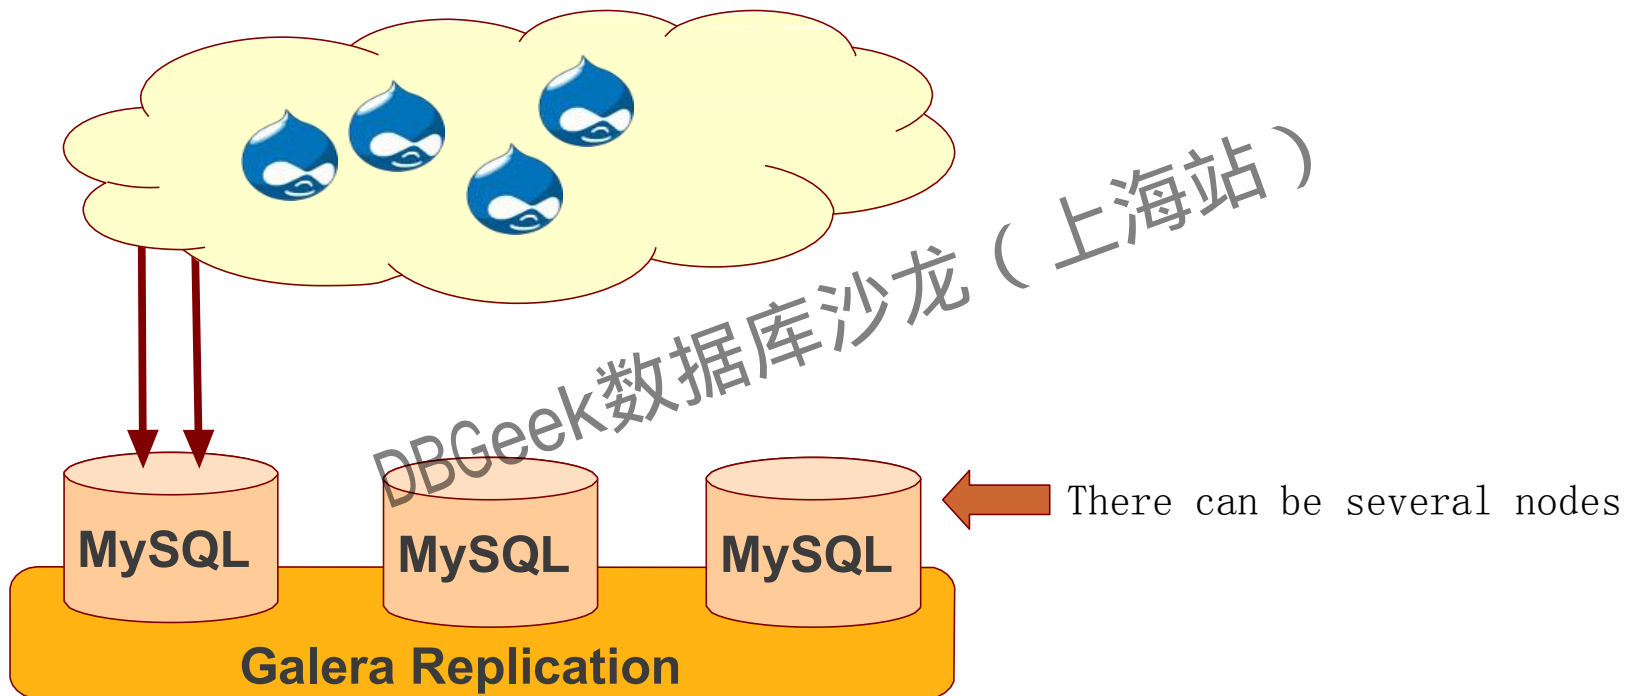 DBGeek数据库沙龙（上海站）
There can be several nodes
MySQL
MySQL
MySQL
Galera Replication